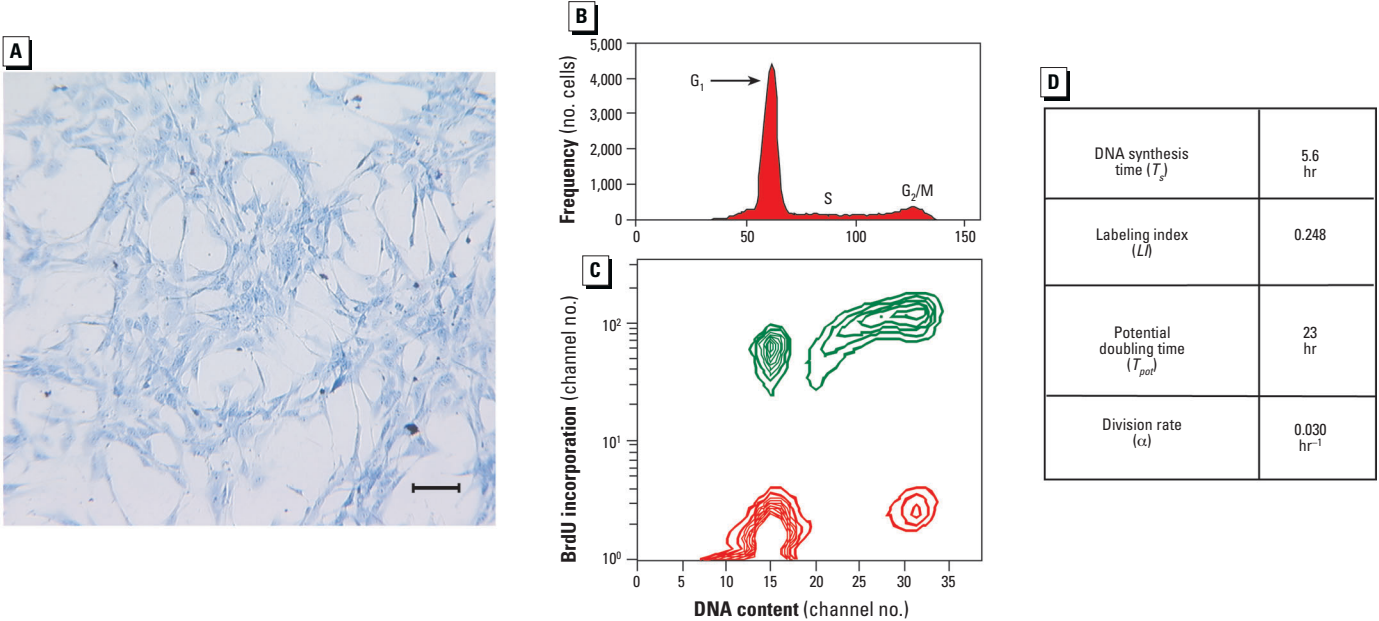 A
B
5,000
4,000
3,000
2,000
1,000
0
Frequency (no. cells)
G₁
S
G₂/M
0 50 100 150
C
10²
10¹
10⁰
BrdU incorporation (channel no.)
0 5 10 15 20 25 30 35
DNA content (channel no.)
D
DNA synthesis
time (Tₛ)
5.6
hr
Labeling index
(LI)
0.248
Potential
doubling time
(Tₚₒₜ)
23
hr
Division rate
(α)
0.030
hr⁻¹